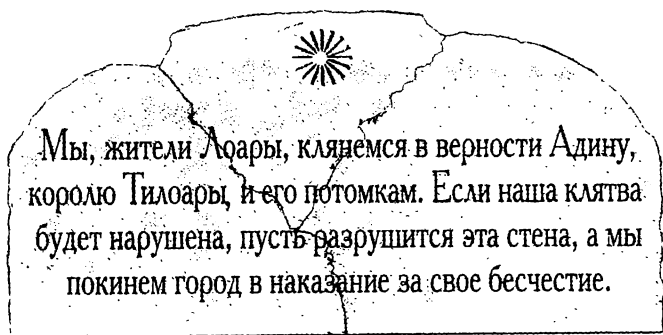 Мы, жители Лоары, клянемся в верности Адину,
королю Тилоары, и его потомкам. Если наша клятва
будет нарушена, пусть разрушится эта стена, а мы
покинем город в наказание за свое бесчестие.